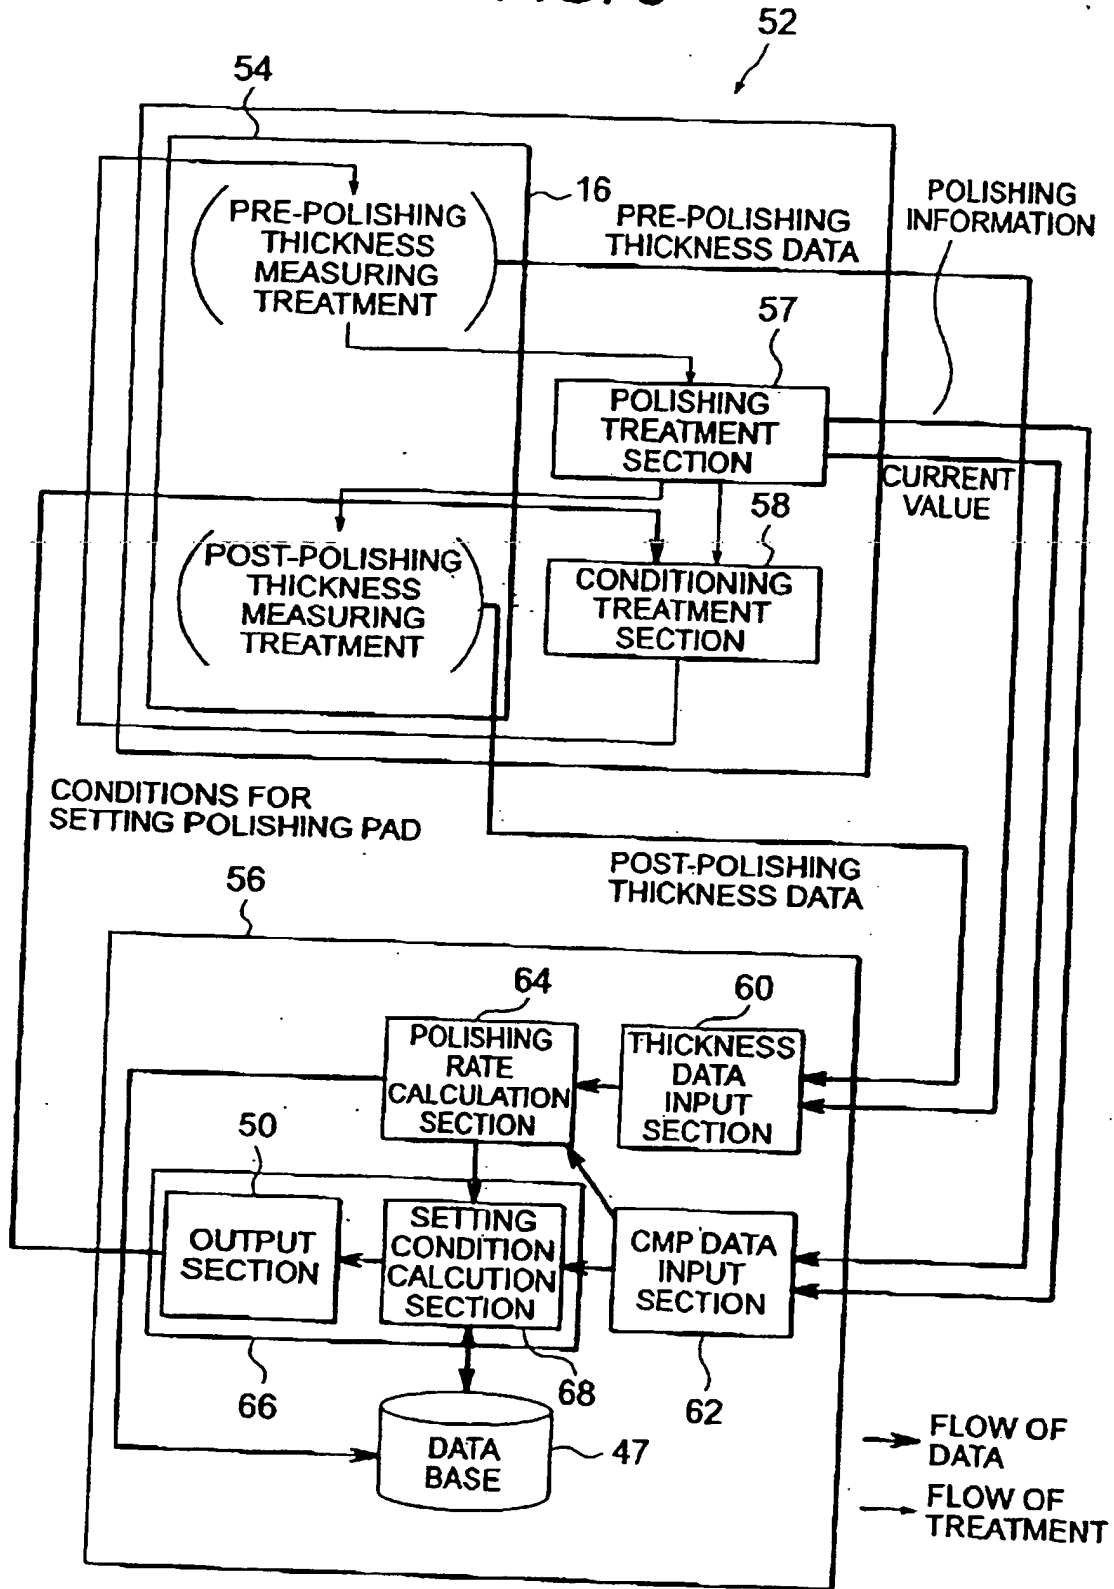 52
54
16
PRE-POLISHING
THICKNESS
MEASURING
TREATMENT
PRE-POLISHING
THICKNESS DATA
POLISHING
INFORMATION
57
POLISHING
TREATMENT
SECTION
CURRENT
VALUE
58
POST-POLISHING
THICKNESS
MEASURING
TREATMENT
CONDITIONING
TREATMENT
SECTION
CONDITIONS FOR
SETTING POLISHING PAD
POST-POLISHING
THICKNESS DATA
56
64
60
POLISHING
RATE
CALCULATION
SECTION
THICKNESS
DATA
INPUT
SECTION
50
OUTPUT
SECTION
SETTING
CONDITION
CALCUTION
SECTION
CMP DATA
INPUT
SECTION
66
68
62
DATA
BASE
47
FLOW OF
DATA
FLOW OF
TREATMENT